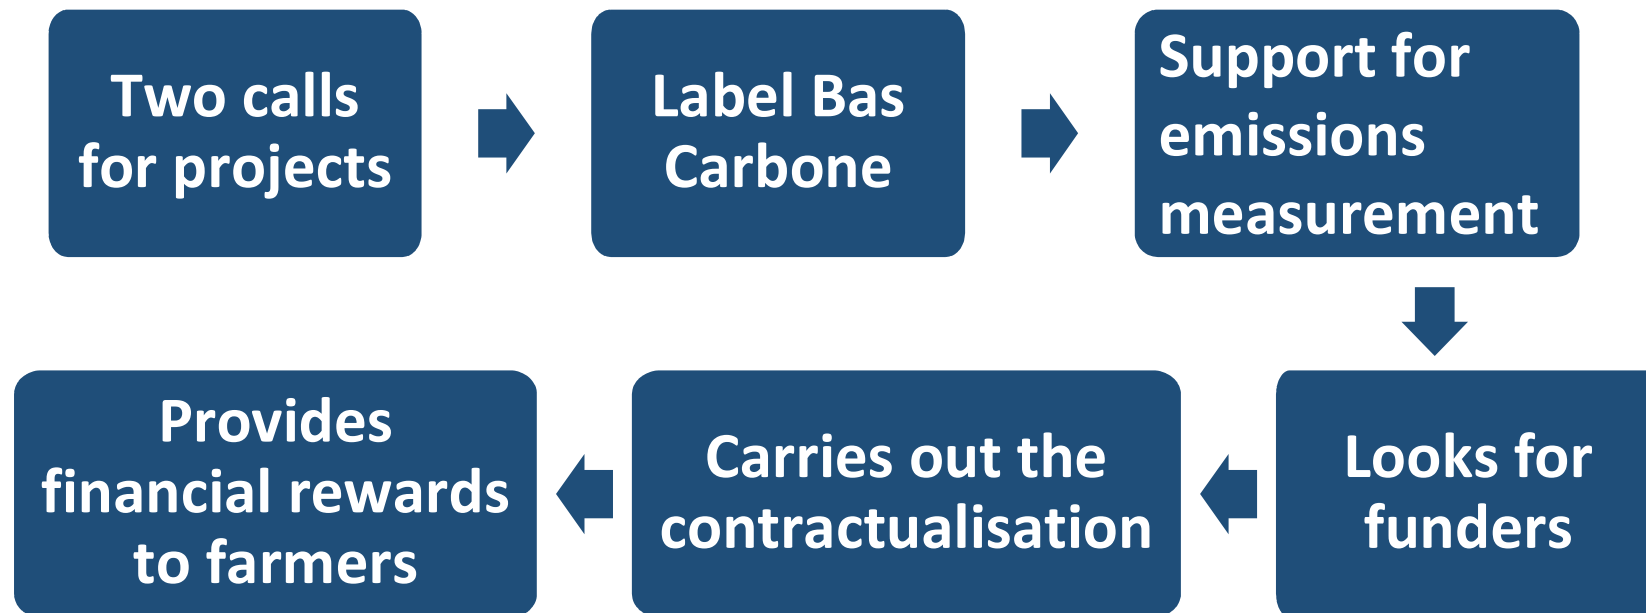 Two calls
for projects
Label Bas
Carbone
Support for
emissions
measurement
Looks for
funders
Carries out the
contractualisation
Provides
financial rewards
to farmers